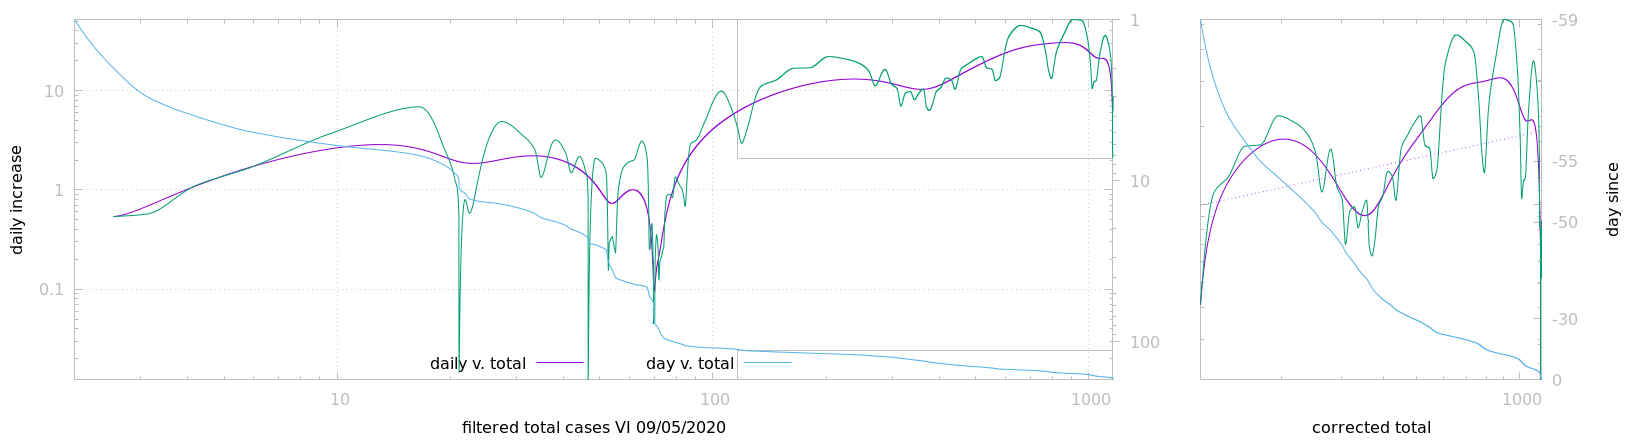 daily increase
10
1
0.1
10
100
1000
1
10
100
daily v. total
day v. total
filtered total cases VI 09/05/2020
-59
-55
-50
-30
0
day since
1000
corrected total